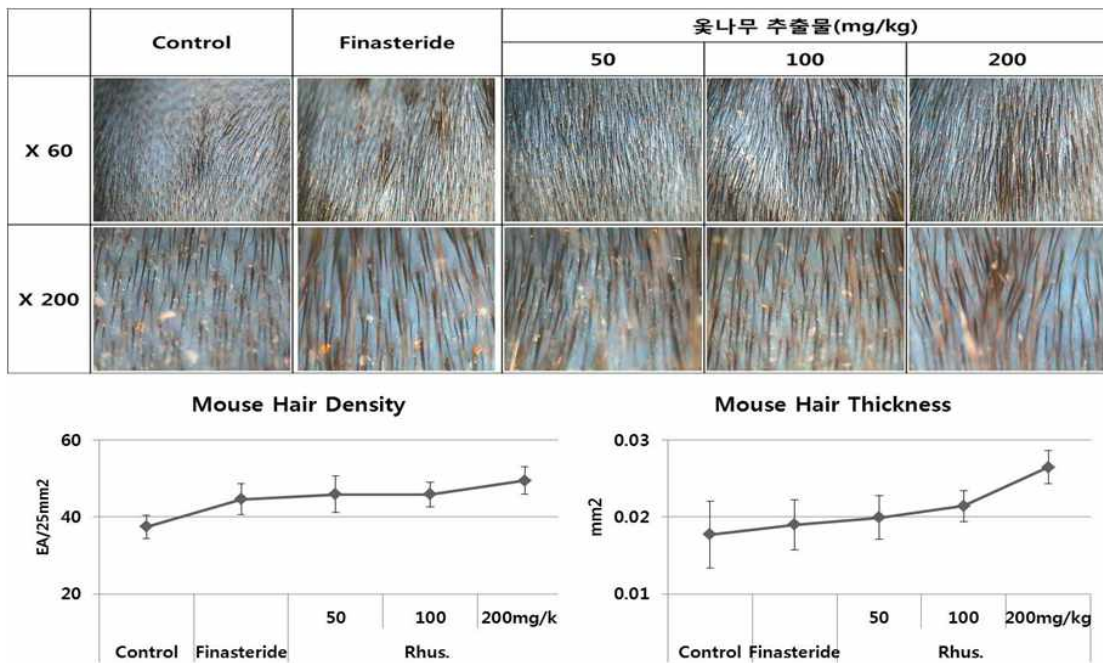 Control Finasteride 옻나무 추출물(mg/kg)
50 100 200
X 60
X 200
Mouse Hair Density
60
40
20
EA/25mm2
50 100 200mg/k
Control Finasteride Rhus.
Mouse Hair Thickness
0.03
0.02
0.01
mm2
50 100 200mg/kg
Control Finasteride Rhus.